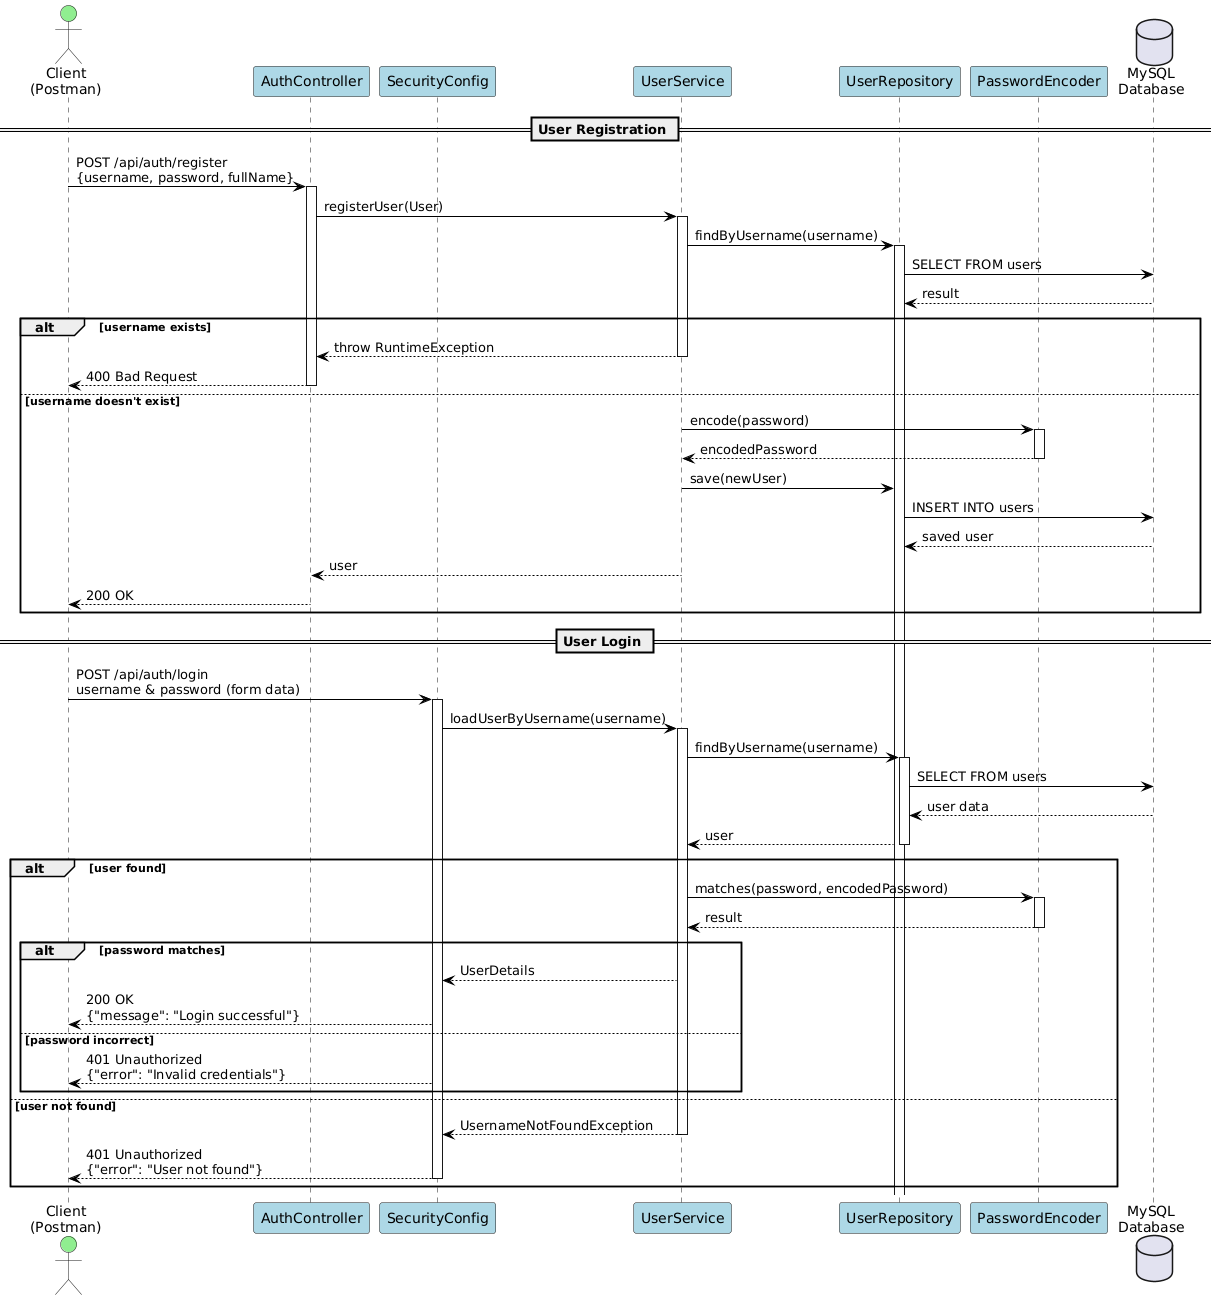 Client
(Postman)
AuthController
SecurityConfig
UserService
UserRepository
PasswordEncoder
MySQL
Database
User Registration
POST /api/auth/register
{username, password, fullName}
registerUser(User)
findByUsername(username)
SELECT FROM users
result
alt [username exists]
throw RuntimeException
400 Bad Request
[username doesn't exist]
encode(password)
encodedPassword
save(newUser)
INSERT INTO users
saved user
user
200 OK
User Login
POST /api/auth/login
username & password (form data)
loadUserByUsername(username)
findByUsername(username)
SELECT FROM users
user data
user
alt [user found]
matches(password, encodedPassword)
result
alt [password matches]
UserDetails
200 OK
{"message": "Login successful"}
[password incorrect]
401 Unauthorized
{"error": "Invalid credentials"}
[user not found]
UsernameNotFoundException
401 Unauthorized
{"error": "User not found"}
Client
(Postman)
AuthController
SecurityConfig
UserService
UserRepository
PasswordEncoder
MySQL
Database